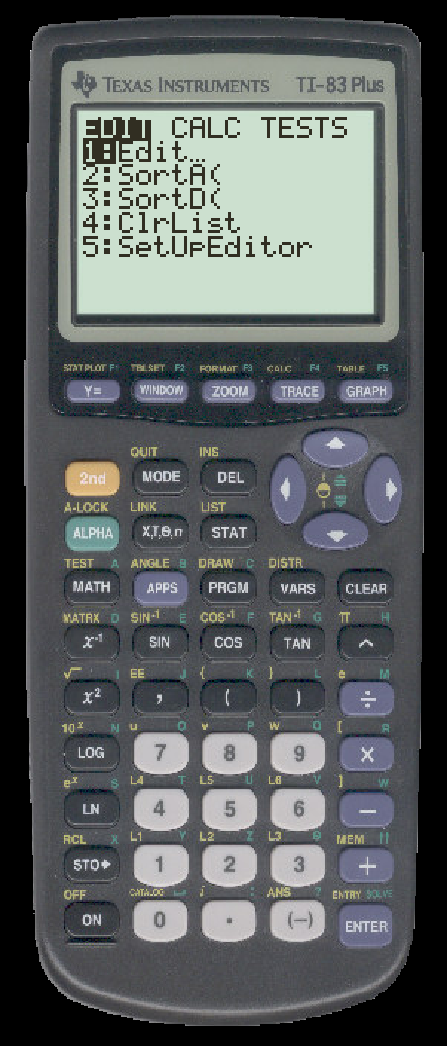 TEXAS INSTRUMENTS TI-83 Plus
EDIT CALC TESTS
1:Edit…
2:SortA(
3:SortD(
4:ClrList
5:SetUpEditor
STAT PLOT F1 TBLSET F2 FORMAT F3 CALC F4 TABLE F5
Y= WINDOW ZOOM TRACE GRAPH
QUIT INS
2nd MODE DEL
A-LOCK LINK LIST
ALPHA X,T,Θ,n STAT
TEST A ANGLE B DRAW C DISTR
MATH APPS PRGM VARS CLEAR
MATRX D SIN⁻¹ E COS⁻¹ F TAN⁻¹ G π H
x⁻¹ SIN COS TAN ^
√ I EE J { K } L e M
x² , ( ) ÷
10ˣ N u O v P w Q [ R
LOG 7 8 9 ×
eˣ S L4 T L5 U L6 V ] W
LN 4 5 6 −
RCL X L1 Y L2 Z L3 θ MEM "
STO→ 1 2 3 +
OFF CATALOG i : ANS ? ENTRY SOLVE
ON 0 . (−) ENTER